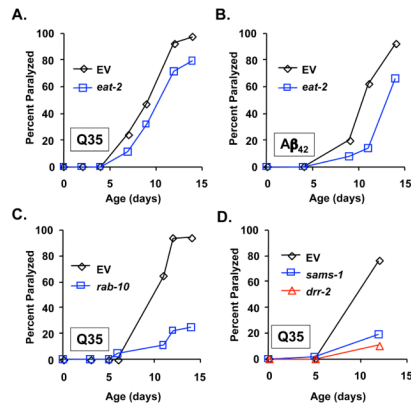 A.
Percent Paralyzed
100
80
60
40
20
0
EV
eat-2
Q35
0
5
10
15
Age (days)
B.
Percent Paralyzed
100
80
60
40
20
0
EV
eat-2
Aβ42
0
5
10
15
Age (days)
C.
Percent Paralyzed
100
80
60
40
20
0
EV
rab-10
Q35
0
5
10
15
Age (days)
D.
Percent Paralyzed
100
80
60
40
20
0
EV
sams-1
drr-2
Q35
0
5
10
15
Age (days)